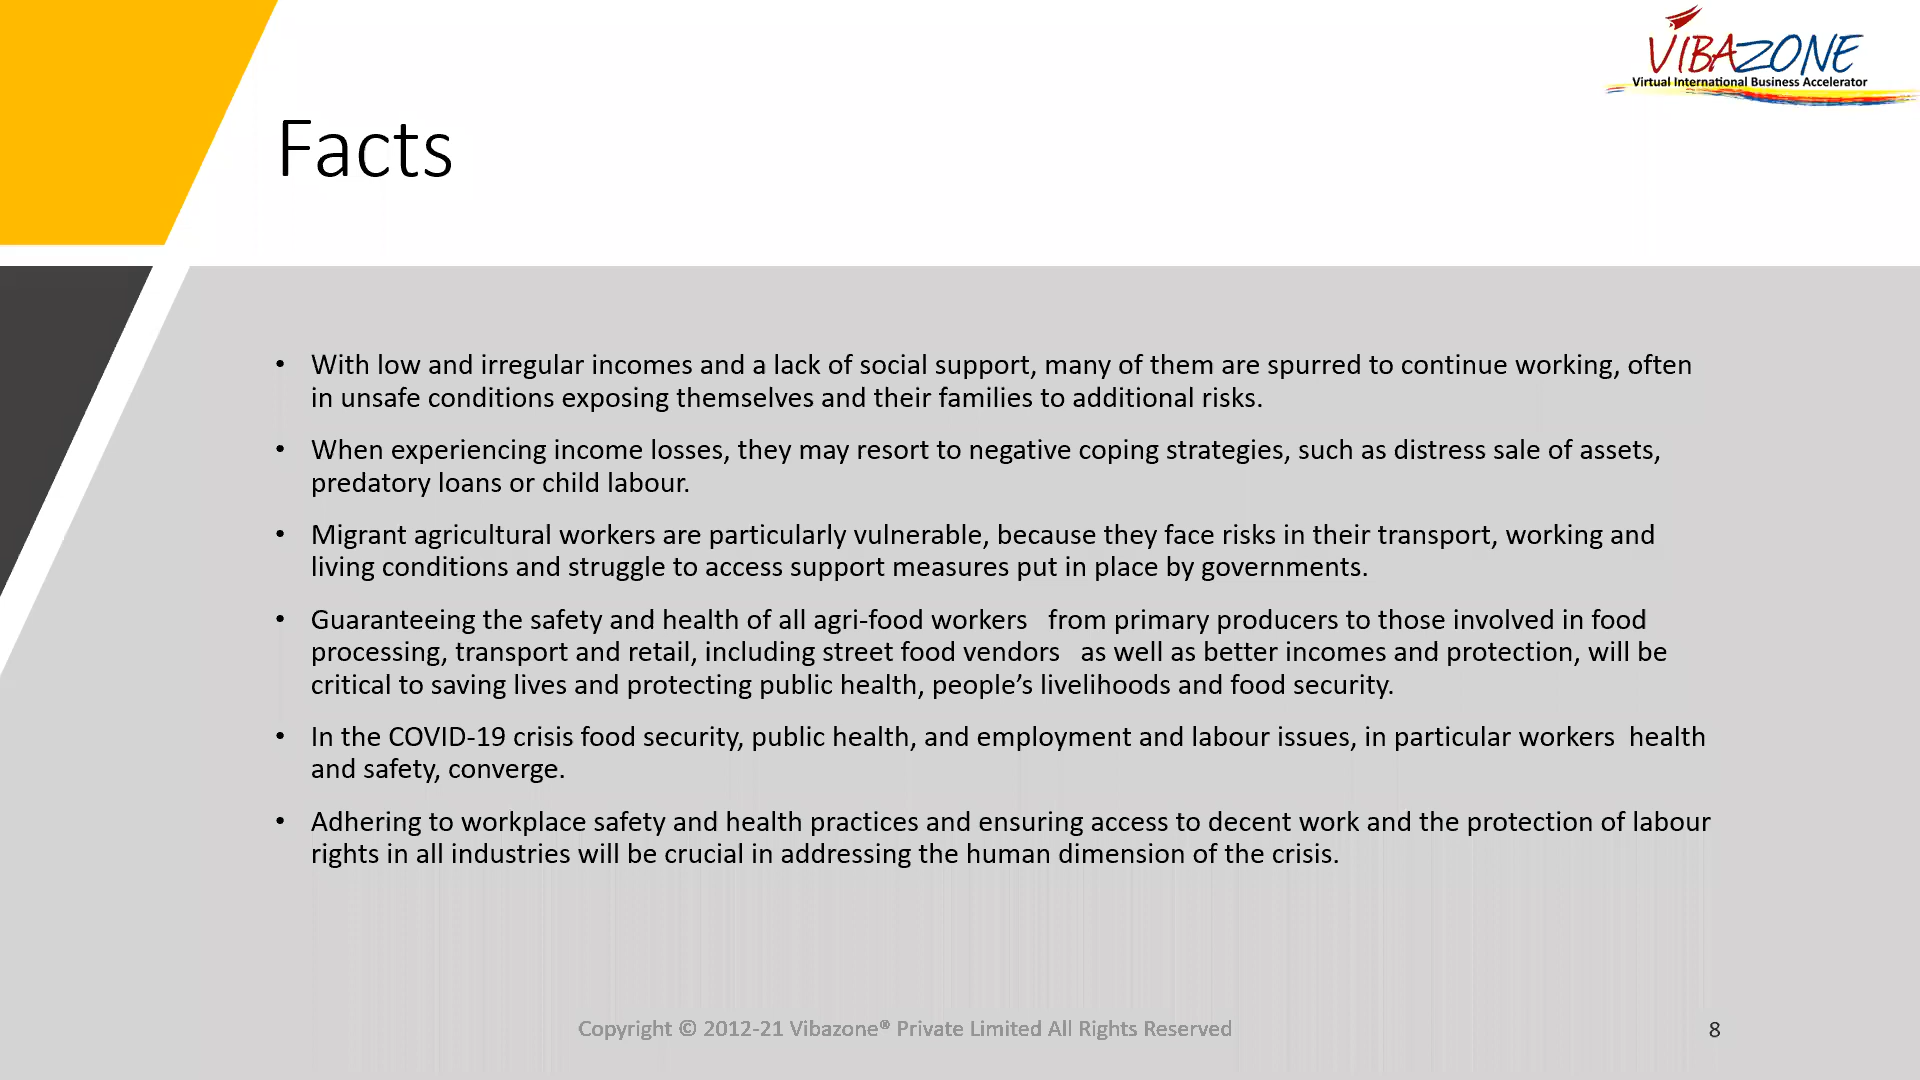 VIBAZONE
Virtual International Business Accelerator
Facts
• With low and irregular incomes and a lack of social support, many of them are spurred to continue working, often
in unsafe conditions exposing themselves and their families to additional risks.
• When experiencing income losses, they may resort to negative coping strategies, such as distress sale of assets,
predatory loans or child labour.
• Migrant agricultural workers are particularly vulnerable, because they face risks in their transport, working and
living conditions and struggle to access support measures put in place by governments.
• Guaranteeing the safety and health of all agri-food workers   from primary producers to those involved in food
processing, transport and retail, including street food vendors   as well as better incomes and protection, will be
critical to saving lives and protecting public health, people’s livelihoods and food security.
• In the COVID-19 crisis food security, public health, and employment and labour issues, in particular workers  health
and safety, converge.
• Adhering to workplace safety and health practices and ensuring access to decent work and the protection of labour
rights in all industries will be crucial in addressing the human dimension of the crisis.
Copyright © 2012-21 Vibazone® Private Limited All Rights Reserved
8